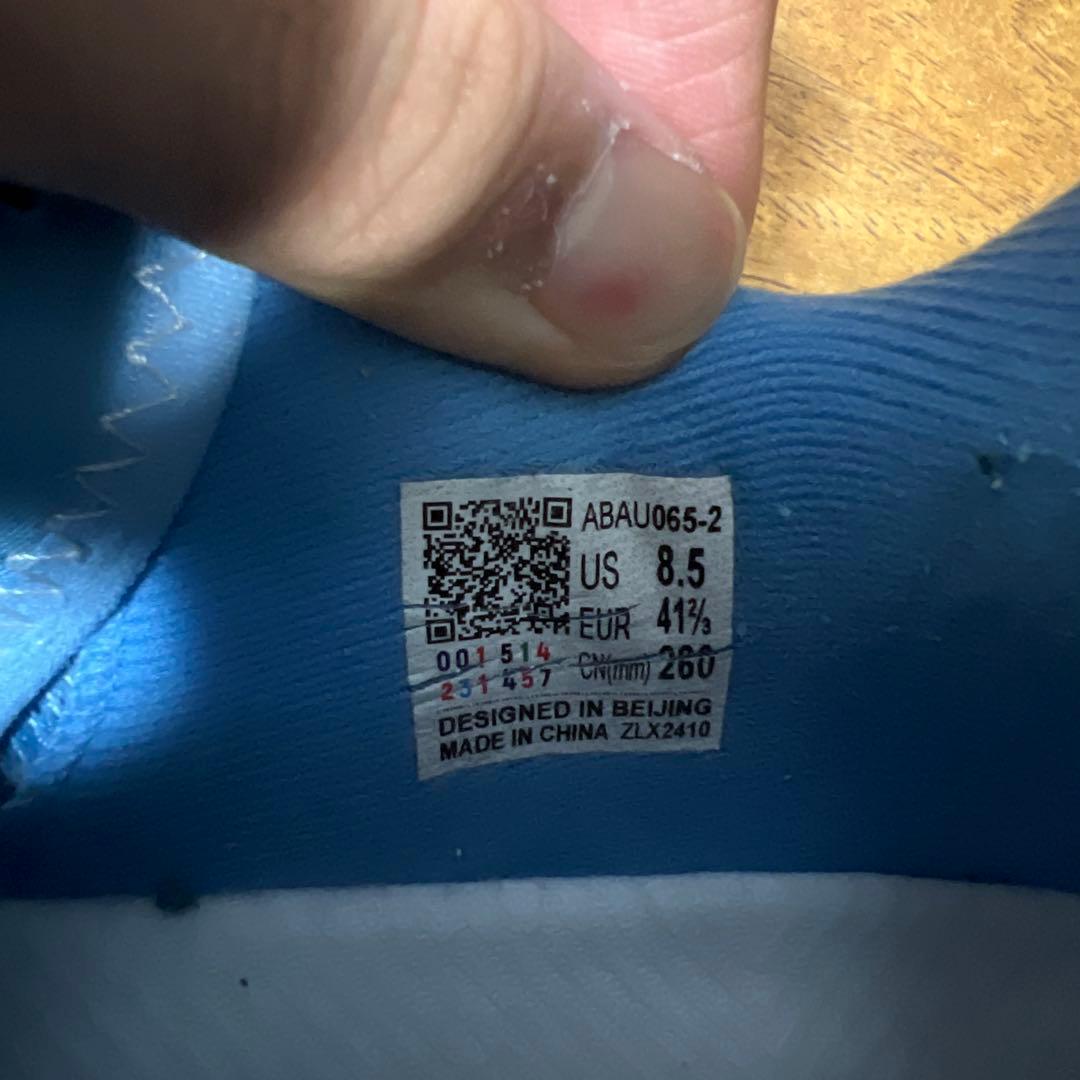 ABAU065-2
US 8.5
EUR 41⅔
CN(mm) 260
001 514
231 457
DESIGNED IN BEIJING
MADE IN CHINA ZLX2410